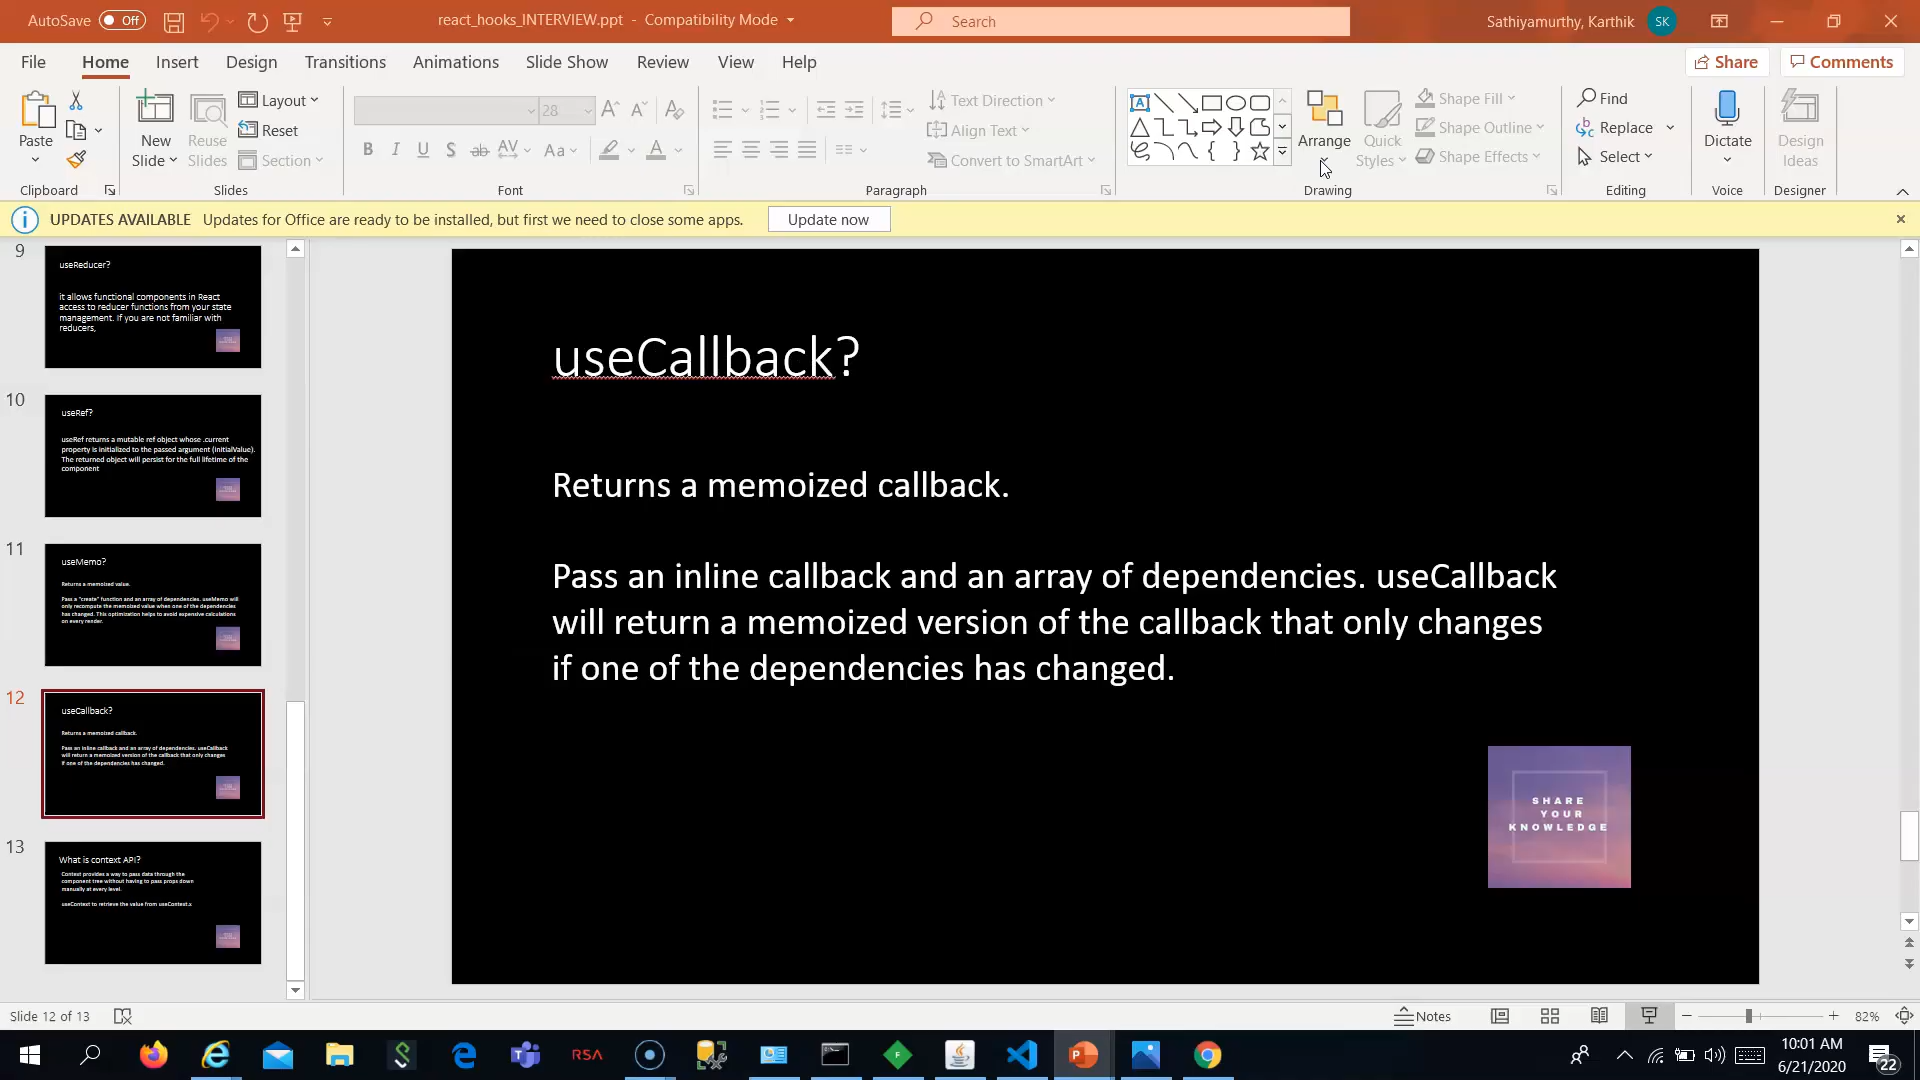 AutoSave Off
react_hooks_INTERVIEW.ppt - Compatibility Mode
Search
Sathiyamurthy, Karthik SK
File Home Insert Design Transitions Animations Slide Show Review View Help
Share Comments
Paste
New Slide
Reuse Slides
Layout
Reset
Section
28
B I U S ab AV Aa A
Text Direction
Align Text
Convert to SmartArt
Arrange
Quick Styles
Shape Fill
Shape Outline
Shape Effects
Find
Replace
Select
Dictate
Design Ideas
Clipboard Slides Font Paragraph Drawing Editing Voice Designer
UPDATES AVAILABLE Updates for Office are ready to be installed, but first we need to close some apps. Update now
9
useReducer?
it allows functional components in React
access to reducer functions from your state
management. If you are not familiar with
reducers,
10
useRef?
useRef returns a mutable ref object whose .current
property is initialized to the passed argument (initialValue).
The returned object will persist for the full lifetime of the
component
11
useMemo?
Returns a memoized value.
Pass a "create" function and an array of dependencies. useMemo will
only recompute the memoized value when one of the dependencies
has changed. This optimization helps to avoid expensive calculations
on every render.
12
useCallback?
Returns a memoized callback.
Pass an inline callback and an array of dependencies. useCallback
will return a memoized version of the callback that only changes
if one of the dependencies has changed.
13
What is context API?
Context provides a way to pass data through the
component tree without having to pass props down
manually at every level.
useContext to retrieve the value from useContext.x
useCallback?
Returns a memoized callback.
Pass an inline callback and an array of dependencies. useCallback
will return a memoized version of the callback that only changes
if one of the dependencies has changed.
SHARE
YOUR
KNOWLEDGE
Slide 12 of 13
Notes
82%
RSA
10:01 AM
6/21/2020
22